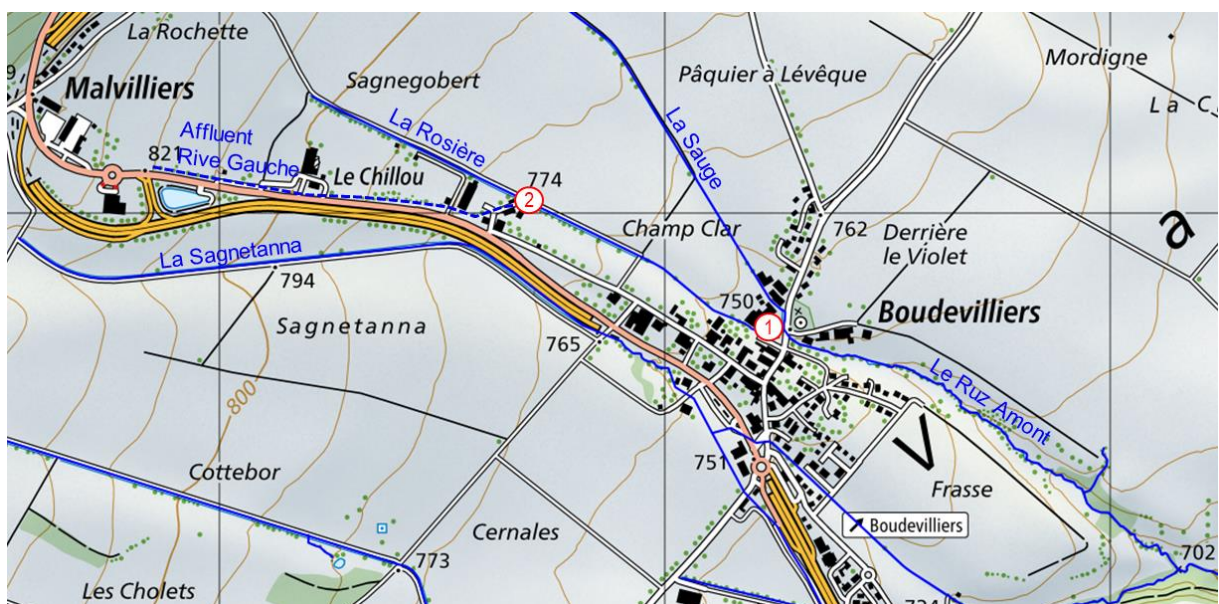 La Rochette
Mordigne
Sagnegobert
Pâquier à Lévêque
9
Malvilliers
La C
La Rosière
La Sauge
Affluent
Rive Gauche
821
Le Chillou
774
2
a
Champ Clar
762
Derrière
le Violet
La Sagnetanna
794
750
Boudevilliers
1
Sagnetanna
765
Le Ruz Amont
800
V
751
Cottebor
Frasse
Boudevilliers
Cernales
773
702
Les Cholets